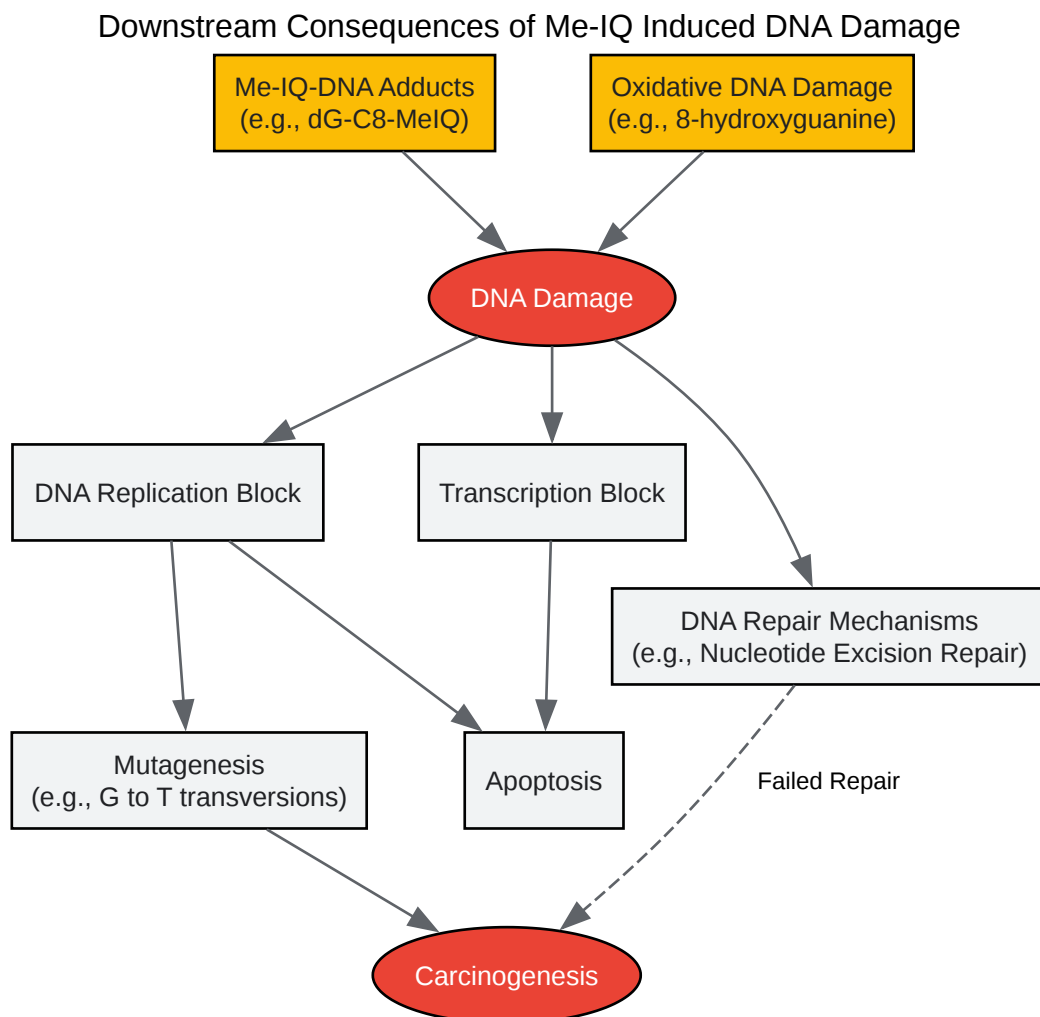 Downstream Consequences of Me-IQ Induced DNA Damage
Me-IQ-DNA Adducts
(e.g., dG-C8-MeIQ)
Oxidative DNA Damage
(e.g., 8-hydroxyguanine)
DNA Damage
DNA Replication Block
Transcription Block
DNA Repair Mechanisms
(e.g., Nucleotide Excision Repair)
Mutagenesis
(e.g., G to T transversions)
Apoptosis
Failed Repair
Carcinogenesis